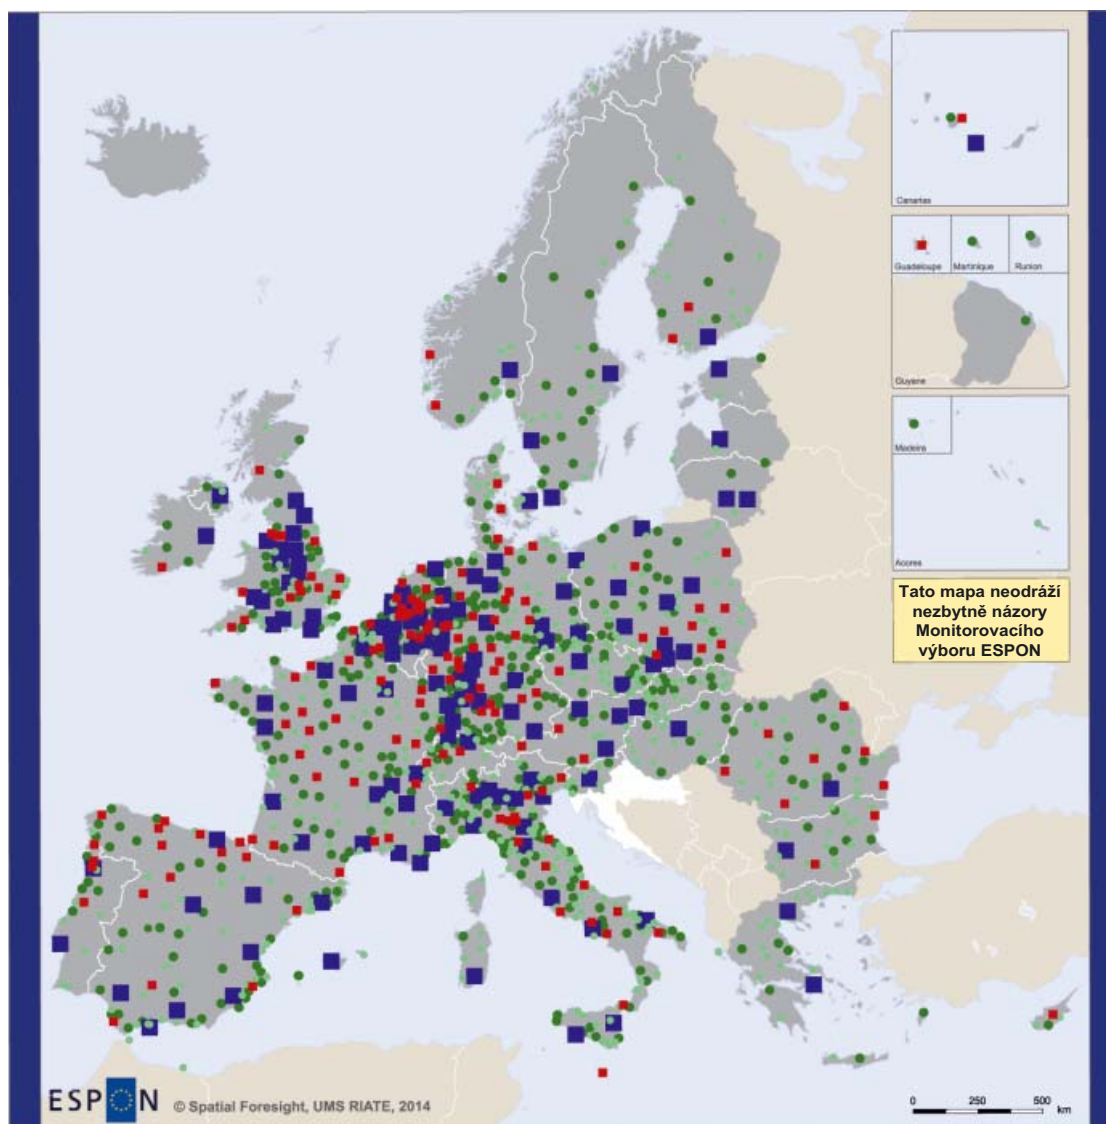 Canarias
Guadeloupe
Martinique
Runion
Guyane
Madeira
Acores
Tato mapa neodráží
nezbytně názory
Monitorovacího
výboru ESPON
ESPON
© Spatial Foresight, UMS RIATE, 2014
0 250 500
km